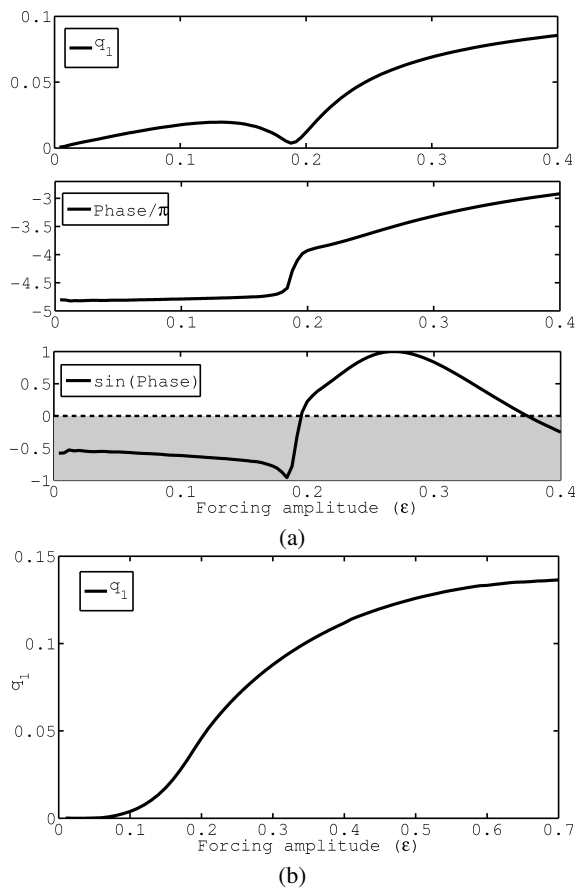 0.1
0.05
0
q1
0 0.1 0.2 0.3 0.4
-3
-3.5
-4
-4.5
-5
Phase/π
0 0.1 0.2 0.3 0.4
1
0.5
0
-0.5
-1
sin(Phase)
0 0.1 0.2 0.3 0.4
Forcing amplitude (ε)
(a)
0.15
0.1
0.05
0
q1
q1
0 0.1 0.2 0.3 0.4 0.5 0.6 0.7
Forcing amplitude (ε)
(b)